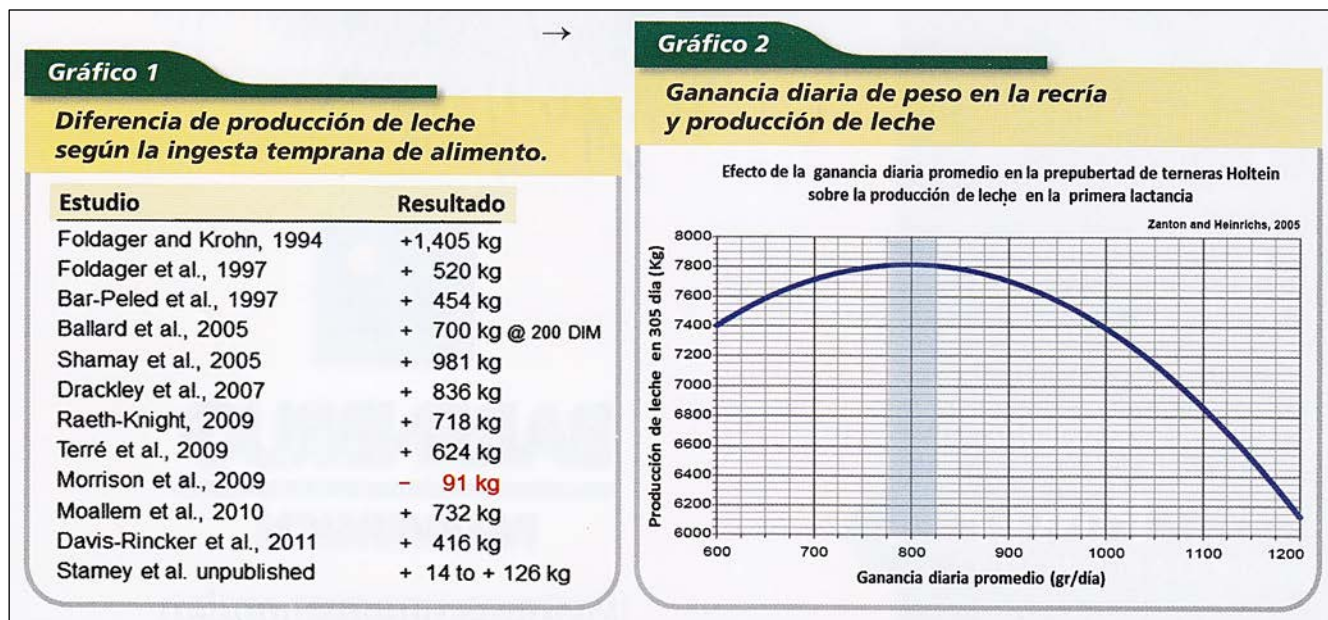 →
Gráfico 1
Diferencia de producción de leche
según la ingesta temprana de alimento.
Estudio Resultado
Foldager and Krohn, 1994 +1,405 kg
Foldager et al., 1997 + 520 kg
Bar-Peled et al., 1997 + 454 kg
Ballard et al., 2005 + 700 kg @ 200 DIM
Shamay et al., 2005 + 981 kg
Drackley et al., 2007 + 836 kg
Raeth-Knight, 2009 + 718 kg
Terré et al., 2009 + 624 kg
Morrison et al., 2009 – 91 kg
Moallem et al., 2010 + 732 kg
Davis-Rincker et al., 2011 + 416 kg
Stamey et al. unpublished + 14 to + 126 kg
Gráfico 2
Ganancia diaria de peso en la recría
y producción de leche
Efecto de la ganancia diaria promedio en la prepubertad de terneras Holtein
sobre la producción de leche en la primera lactancia
Zanton and Heinrichs, 2005
Producción de leche en 305 día (Kg)
8000
7800
7600
7400
7200
7000
6800
6600
6400
6200
6000
600 700 800 900 1000 1100 1200
Ganancia diaria promedio (gr/día)